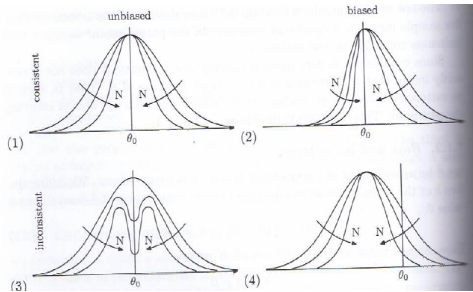 unbiased
biased
consistent
N
N
θ₀
(1)
N
N
θ₀
(2)
inconsistent
N
N
θ₀
(3)
N
N
θ₀
(4)